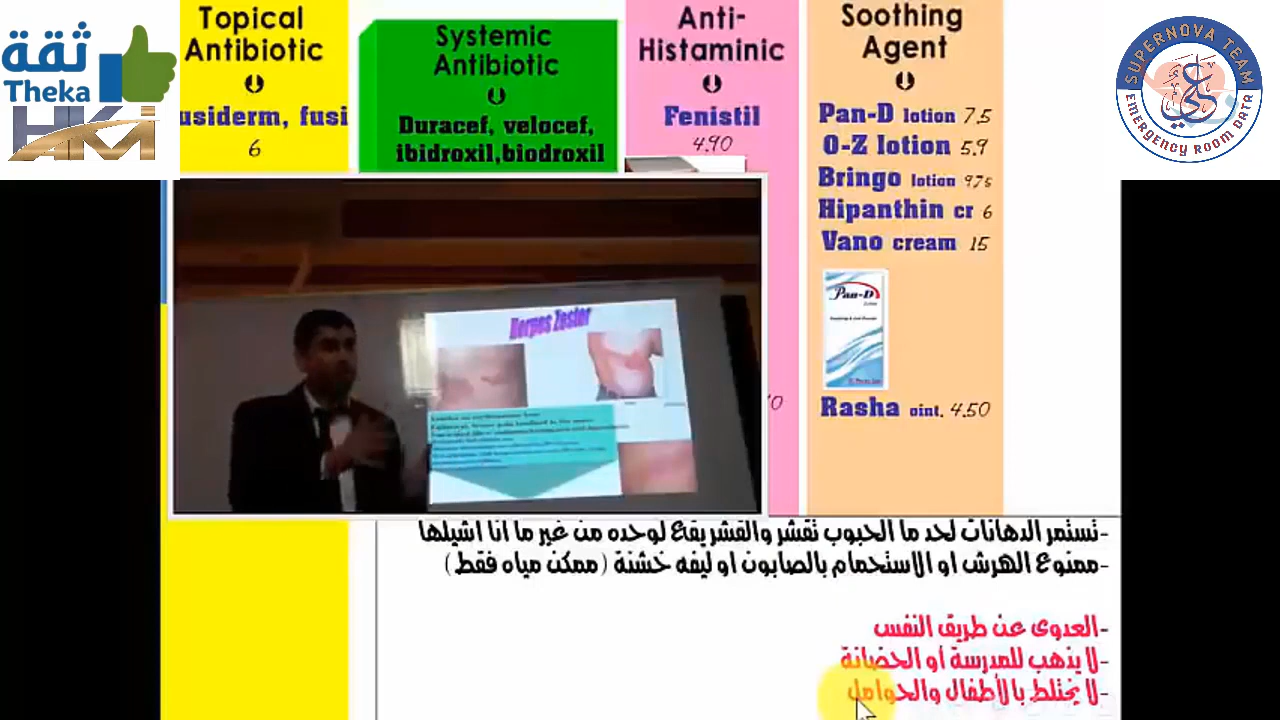 ثقة
Theka
HKM
SUPERNOVA TEAM
EMERGENCY ROOM DATA
Topical
Antibiotic
usiderm, fusi
6
Systemic
Antibiotic
Duracef, velocef,
ibidroxil,biodroxil
Anti-
Histaminic
Fenistil
4.90
Soothing
Agent
Pan-D lotion 7.5
O-Z lotion 5.9
Bringo lotion 975
Hipanthin cr 6
Vano cream 15
Pan-D
Rasha oint. 4.50
Herpes Zoster
-تستمر الدهانات لحد ما الحبوب تقشر والقشر يقع لوحده من غير ما انا اشيلها
-ممنوع الهرش او الاستحمام بالصابون او ليفه خشنة (ممكن مياه فقط)
-العدوى عن طريق النفس
-لا يذهب للمدرسة أو الحضانة
-لا يختلط بالأطفال والحوامل